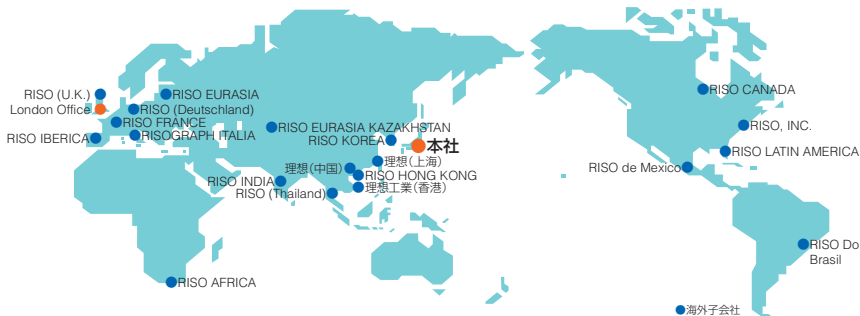 RISO (U.K.)
London Office
RISO EURASIA
RISO (Deutschland)
RISO FRANCE
RISO IBERICA
RISOGRAPH ITALIA
RISO EURASIA KAZAKHSTAN
RISO KOREA
本社
理想(上海)
理想(中国)
RISO HONG KONG
RISO INDIA
理想工業(香港)
RISO (Thailand)
RISO AFRICA
RISO CANADA
RISO, INC.
RISO LATIN AMERICA
RISO de Mexico
RISO Do
Brasil
海外子会社